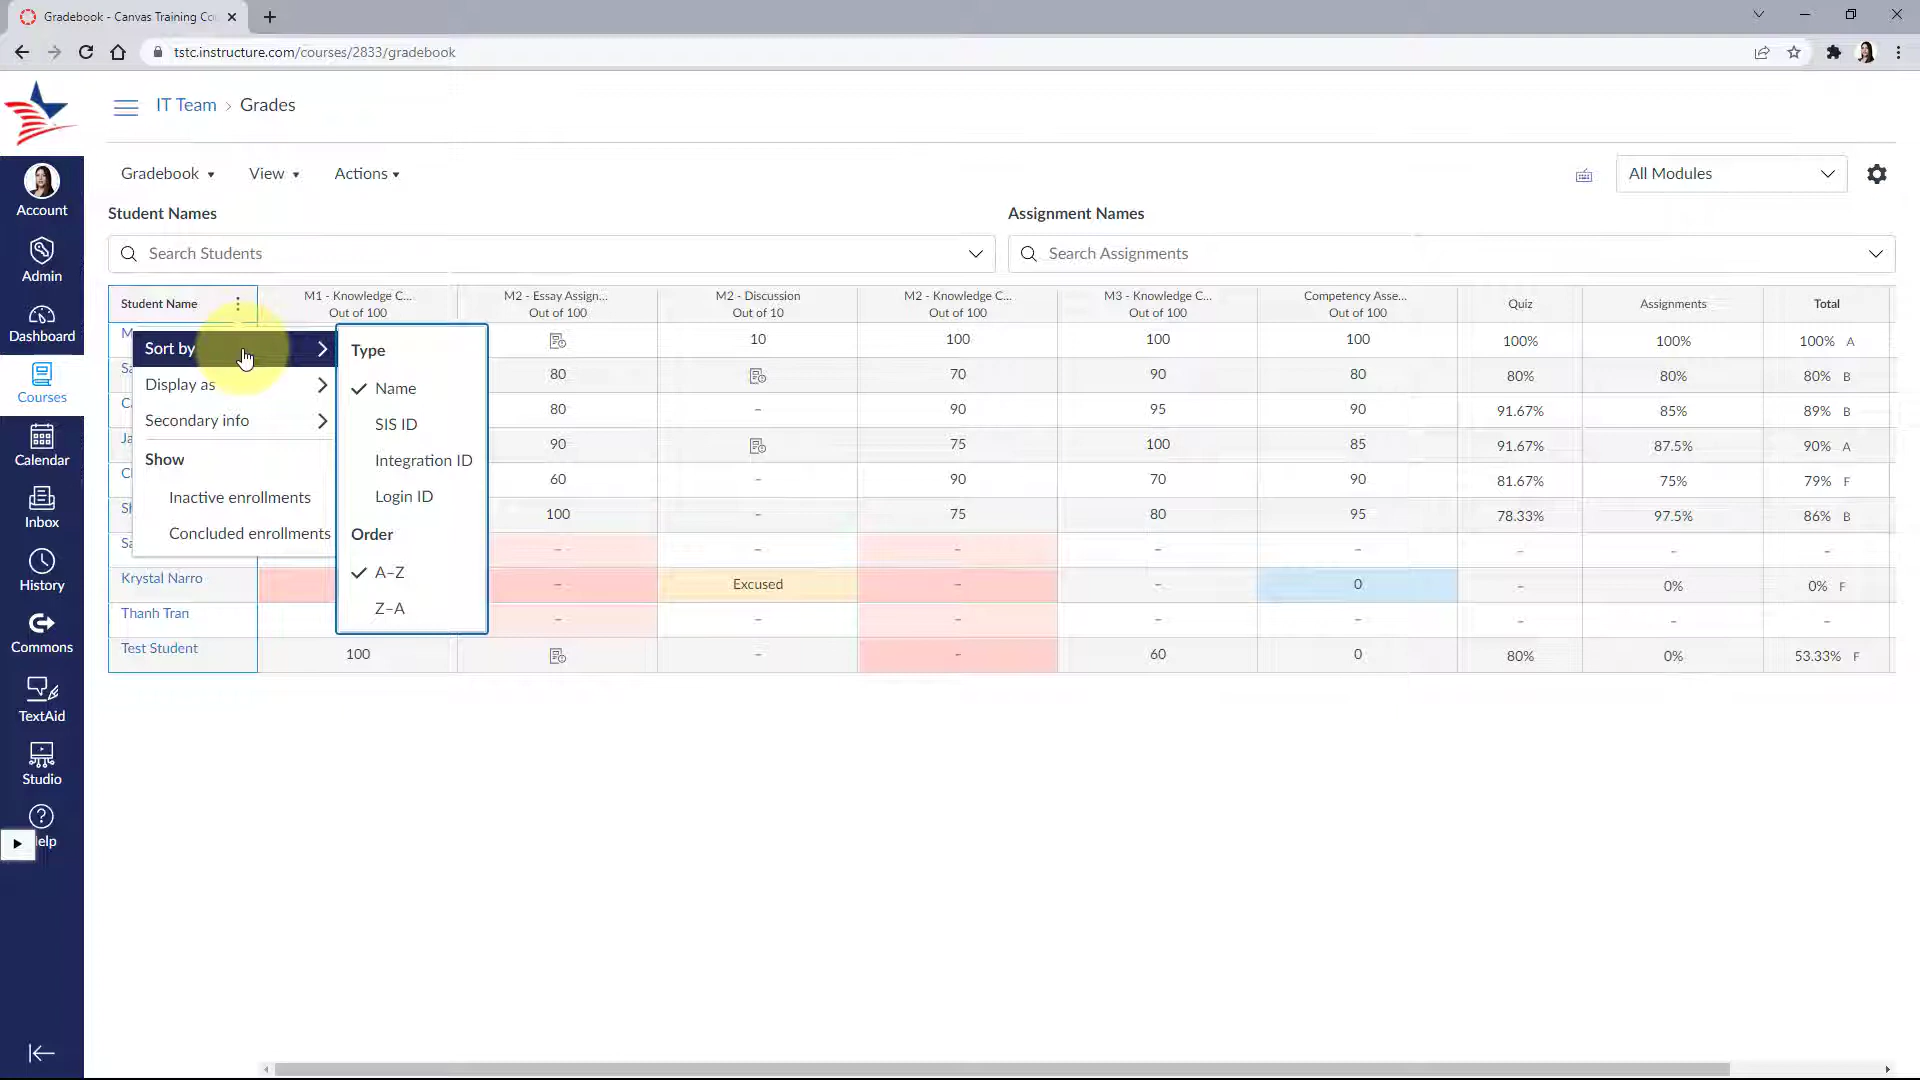 Gradebook - Canvas Training Co
tstc.instructure.com/courses/2833/gradebook
IT Team > Grades
Gradebook View Actions
All Modules
Student Names
Assignment Names
Search Students
Search Assignments
Student Name
M1 - Knowledge C...
Out of 100
M2 - Essay Assign...
Out of 100
M2 - Discussion
Out of 10
M2 - Knowledge C...
Out of 100
M3 - Knowledge C...
Out of 100
Competency Asse...
Out of 100
Quiz
Assignments
Total
M 10 100 100 100 100% 100% 100% A
Sa 80 70 90 80 80% 80% 80% B
Ca 80 – 90 95 90 91.67% 85% 89% B
Ja 90 75 100 85 91.67% 87.5% 90% A
C 60 – 90 70 90 81.67% 75% 79% F
Sh 100 – 75 80 95 78.33% 97.5% 86% B
Sa – – – – – – – –
Krystal Narro – Excused – – 0 – 0% 0% F
Thanh Tran – – – – – – – –
Test Student 100 – – 60 0 80% 0% 53.33% F
Sort by
Display as
Secondary info
Show
Inactive enrollments
Concluded enrollments
Type
Name
SIS ID
Integration ID
Login ID
Order
A–Z
Z–A
Account
Admin
Dashboard
Courses
Calendar
Inbox
History
Commons
TextAid
Studio
elp